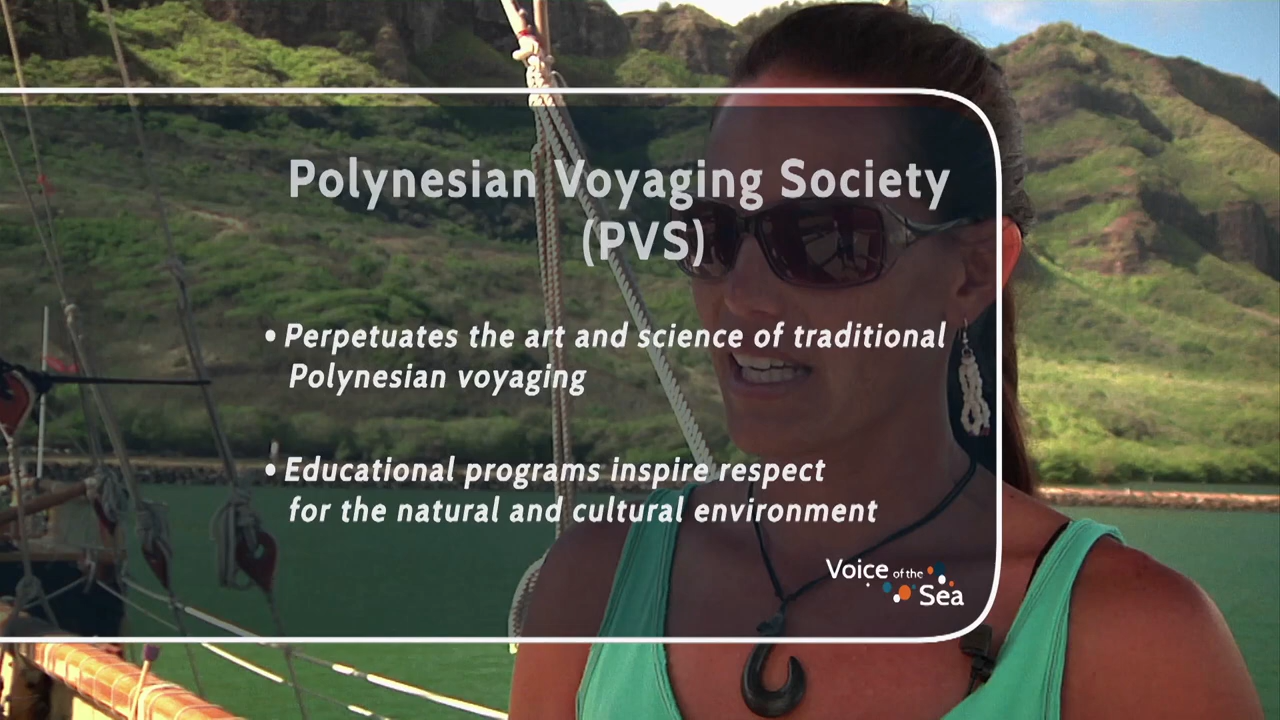 Polynesian Voyaging Society
(PVS)
• Perpetuates the art and science of traditional
Polynesian voyaging
• Educational programs inspire respect
for the natural and cultural environment
Voice of the
Sea